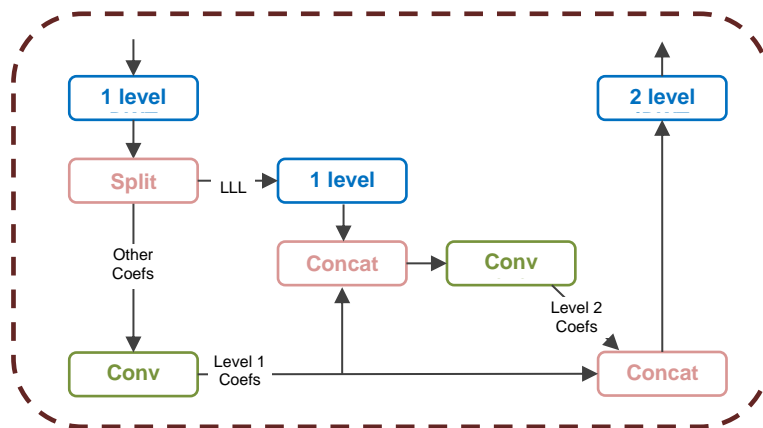 1 level
2 level
Split
LLL
1 level
Other
Coefs
Concat
Conv
Level 2
Coefs
Conv
Level 1
Coefs
Concat